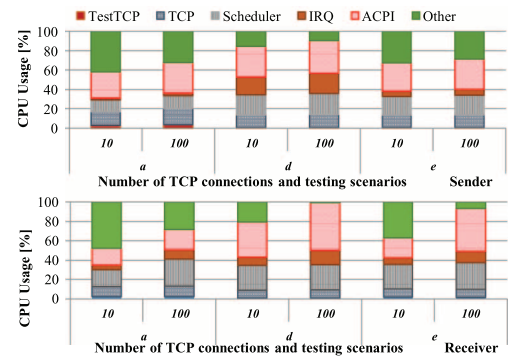 TestTCP TCP Scheduler IRQ ACPI Other
CPU Usage [%]
100
80
60
40
20
0
10 100 10 100 10 100
a d e
Number of TCP connections and testing scenarios Sender
CPU Usage [%]
100
80
60
40
20
0
10 100 10 100 10 100
a d e
Number of TCP connections and testing scenarios Receiver